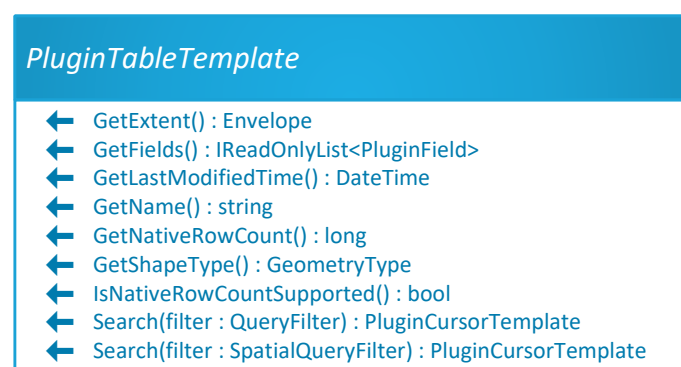 PluginTableTemplate
GetExtent() : Envelope
GetFields() : IReadOnlyList<PluginField>
GetLastModifiedTime() : DateTime
GetName() : string
GetNativeRowCount() : long
GetShapeType() : GeometryType
IsNativeRowCountSupported() : bool
Search(filter : QueryFilter) : PluginCursorTemplate
Search(filter : SpatialQueryFilter) : PluginCursorTemplate